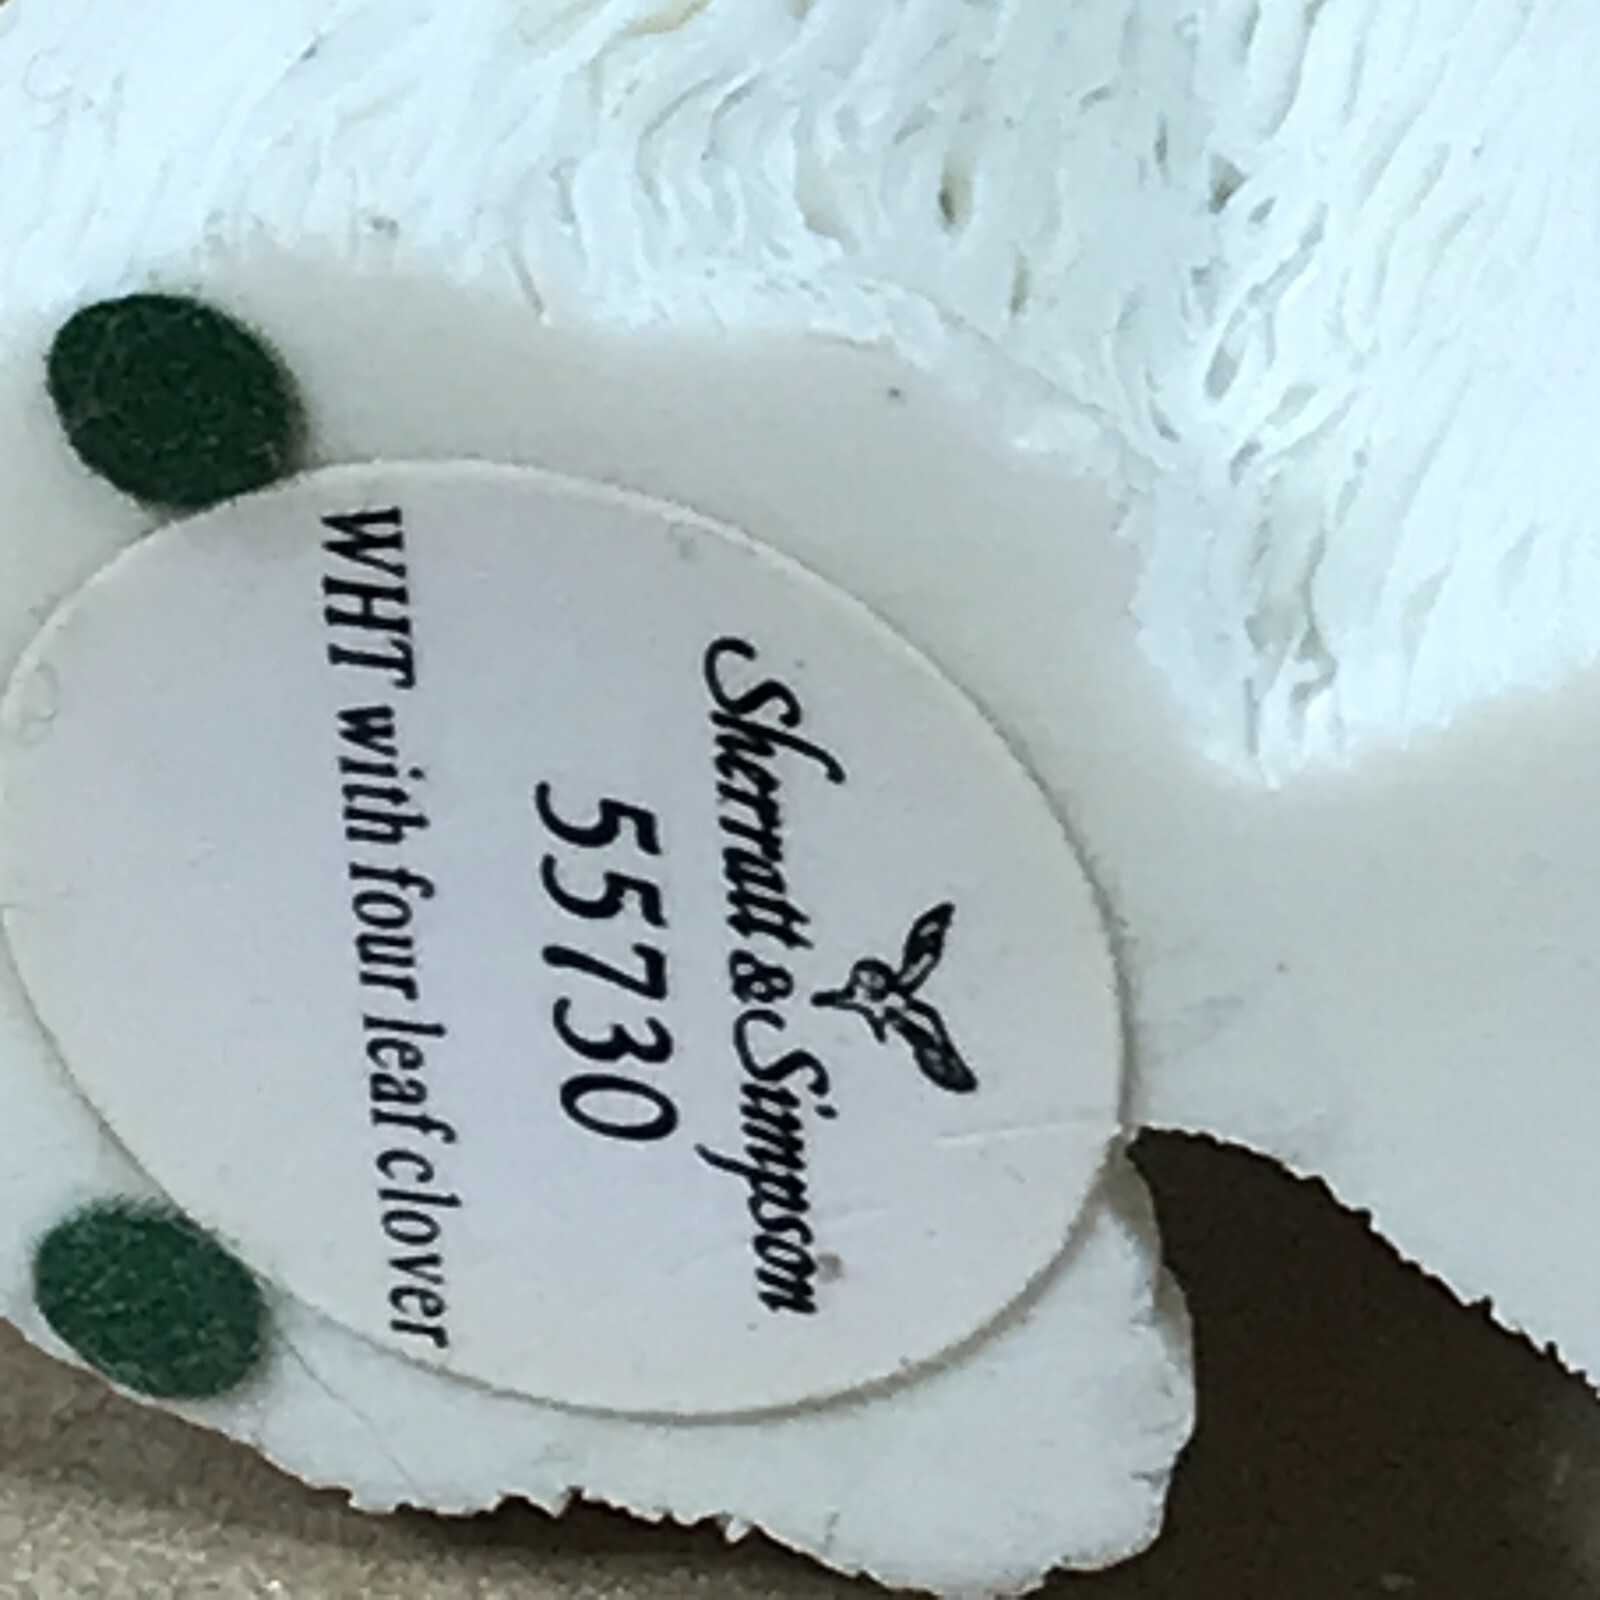 Sherratt & Simpson
55730
WHT with four leaf clover